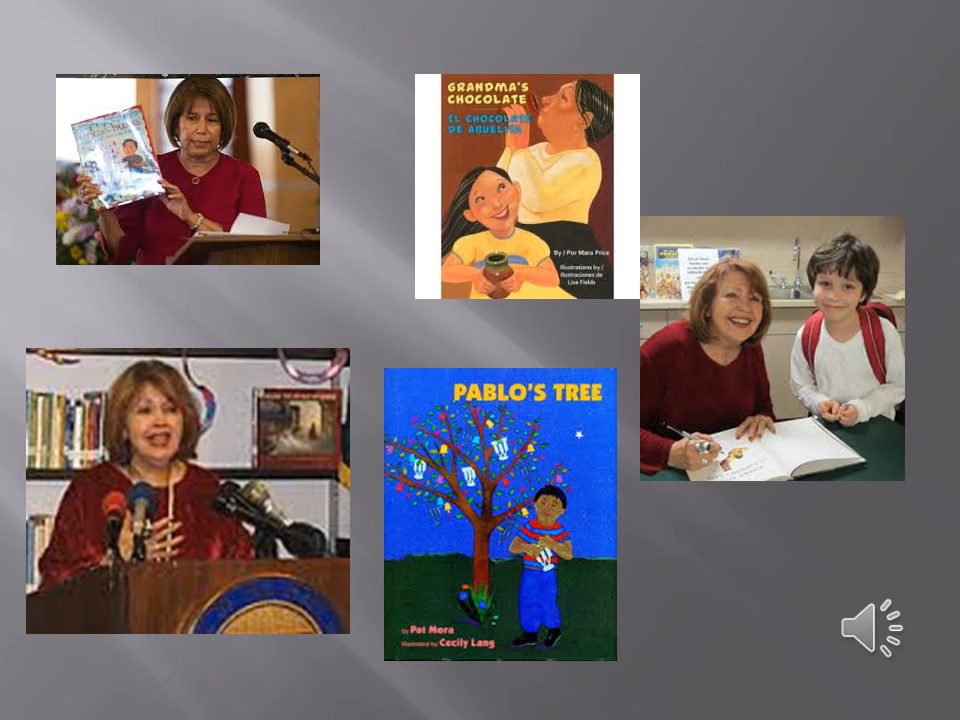 GRANDMA'S
CHOCOLATE
EL CHOCOLATE
DE ABUELITA
By / Por Mara Price
Illustrations by /
Ilustraciones de
Lisa Fields
PABLO'S TREE
by Pat Mora
illustrated by Cecily Lang